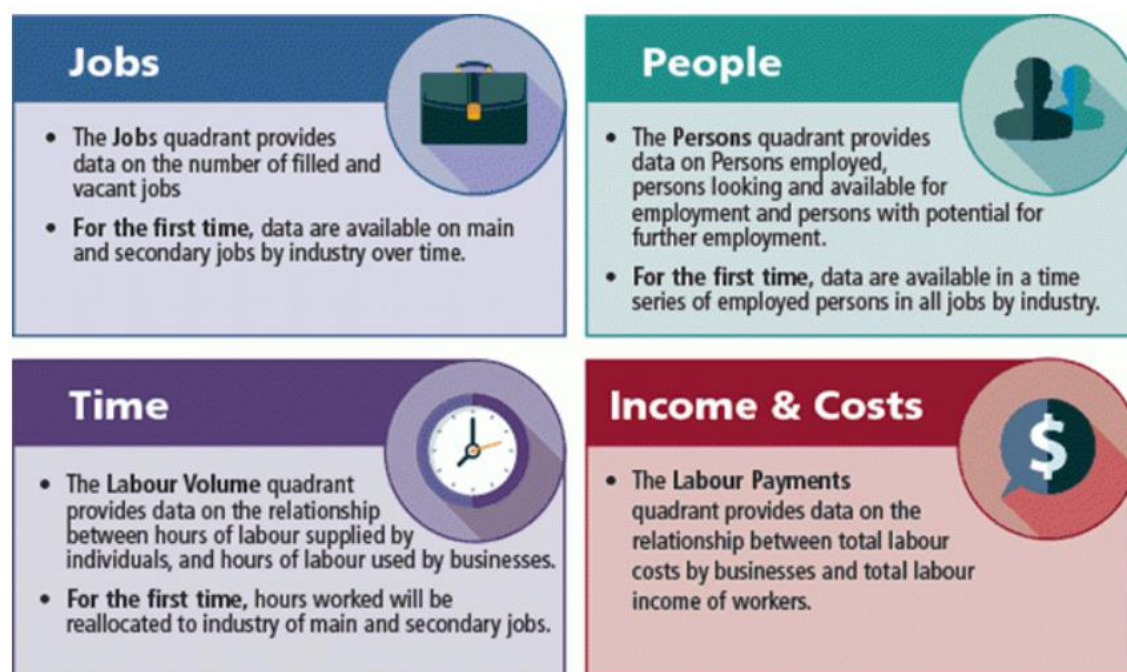 Jobs
• The Jobs quadrant provides
data on the number of filled and
vacant jobs
• For the first time, data are available on main
and secondary jobs by industry over time.
People
• The Persons quadrant provides
data on Persons employed,
persons looking and available for
employment and persons with potential for
further employment.
• For the first time, data are available in a time
series of employed persons in all jobs by industry.
Time
• The Labour Volume quadrant
provides data on the relationship
between hours of labour supplied by
individuals, and hours of labour used by businesses.
• For the first time, hours worked will be
reallocated to industry of main and secondary jobs.
Income & Costs
• The Labour Payments
quadrant provides data on the
relationship between total labour
costs by businesses and total labour
income of workers.
$